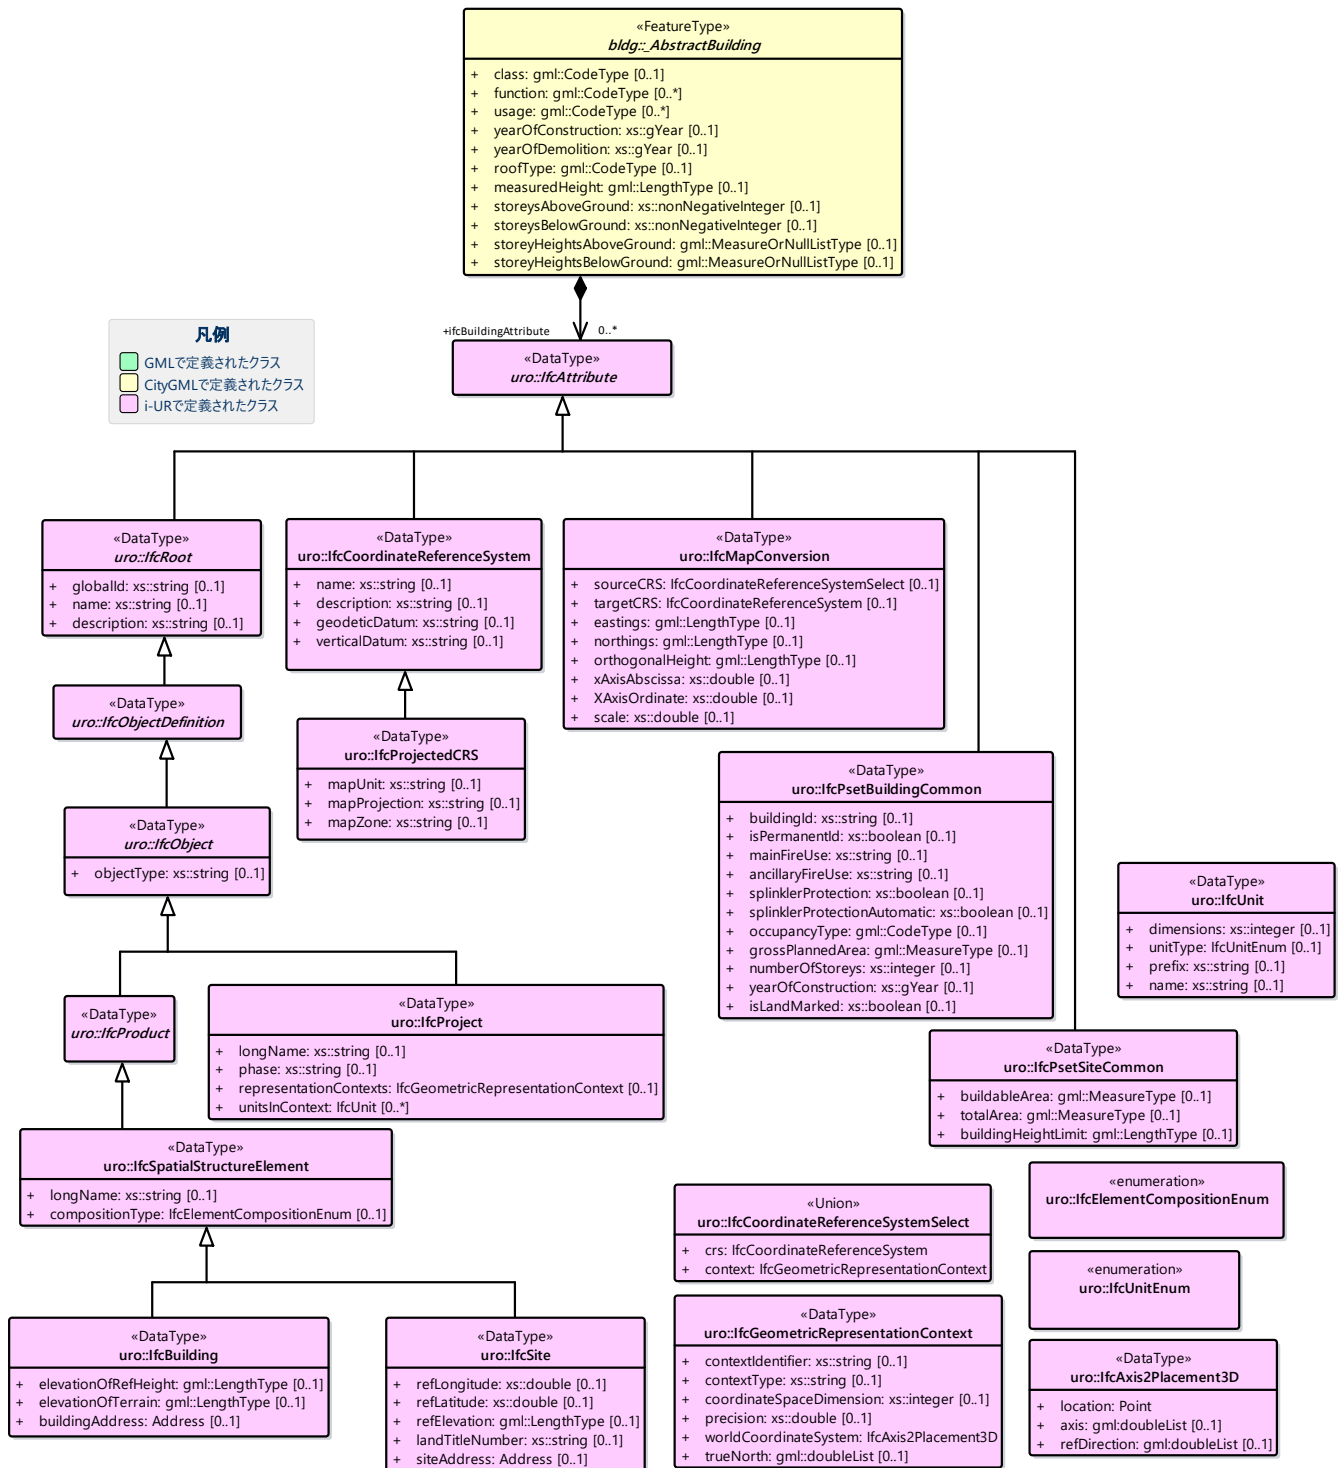 «FeatureType»
bldg::_AbstractBuilding
+ class: gml::CodeType [0..1]
+ function: gml::CodeType [0..*]
+ usage: gml::CodeType [0..*]
+ yearOfConstruction: xs::gYear [0..1]
+ yearOfDemolition: xs::gYear [0..1]
+ roofType: gml::CodeType [0..1]
+ measuredHeight: gml::LengthType [0..1]
+ storeysAboveGround: xs::nonNegativeInteger [0..1]
+ storeysBelowGround: xs::nonNegativeInteger [0..1]
+ storeyHeightsAboveGround: gml::MeasureOrNullListType [0..1]
+ storeyHeightsBelowGround: gml::MeasureOrNullListType [0..1]
+ifcBuildingAttribute 0..*
凡例
GMLで定義されたクラス
CityGMLで定義されたクラス
i-URで定義されたクラス
«DataType»
uro::IfcAttribute
«DataType»
uro::IfcRoot
+ globalId: xs::string [0..1]
+ name: xs::string [0..1]
+ description: xs::string [0..1]
«DataType»
uro::IfcCoordinateReferenceSystem
+ name: xs::string [0..1]
+ description: xs::string [0..1]
+ geodeticDatum: xs::string [0..1]
+ verticalDatum: xs::string [0..1]
«DataType»
uro::IfcMapConversion
+ sourceCRS: IfcCoordinateReferenceSystemSelect [0..1]
+ targetCRS: IfcCoordinateReferenceSystem [0..1]
+ eastings: gml::LengthType [0..1]
+ northings: gml::LengthType [0..1]
+ orthogonalHeight: gml::LengthType [0..1]
+ xAxisAbscissa: xs::double [0..1]
+ XAxisOrdinate: xs::double [0..1]
+ scale: xs::double [0..1]
«DataType»
uro::IfcObjectDefinition
«DataType»
uro::IfcProjectedCRS
+ mapUnit: xs::string [0..1]
+ mapProjection: xs::string [0..1]
+ mapZone: xs::string [0..1]
«DataType»
uro::IfcPsetBuildingCommon
+ buildingId: xs::string [0..1]
+ isPermanentId: xs::boolean [0..1]
+ mainFireUse: xs::string [0..1]
+ ancillaryFireUse: xs::string [0..1]
+ splinklerProtection: xs::boolean [0..1]
+ splinklerProtectionAutomatic: xs::boolean [0..1]
+ occupancyType: gml::CodeType [0..1]
+ grossPlannedArea: gml::MeasureType [0..1]
+ numberOfStoreys: xs::integer [0..1]
+ yearOfConstruction: xs::gYear [0..1]
+ isLandMarked: xs::boolean [0..1]
«DataType»
uro::IfcObject
+ objectType: xs::string [0..1]
«DataType»
uro::IfcUnit
+ dimensions: xs::integer [0..1]
+ unitType: IfcUnitEnum [0..1]
+ prefix: xs::string [0..1]
+ name: xs::string [0..1]
«DataType»
uro::IfcProduct
«DataType»
uro::IfcProject
+ longName: xs::string [0..1]
+ phase: xs::string [0..1]
+ representationContexts: IfcGeometricRepresentationContext [0..1]
+ unitsInContext: IfcUnit [0..*]
«DataType»
uro::IfcPsetSiteCommon
+ buildableArea: gml::MeasureType [0..1]
+ totalArea: gml::MeasureType [0..1]
+ buildingHeightLimit: gml::LengthType [0..1]
«DataType»
uro::IfcSpatialStructureElement
+ longName: xs::string [0..1]
+ compositionType: IfcElementCompositionEnum [0..1]
«Union»
uro::IfcCoordinateReferenceSystemSelect
+ crs: IfcCoordinateReferenceSystem
+ context: IfcGeometricRepresentationContext
«enumeration»
uro::IfcElementCompositionEnum
«enumeration»
uro::IfcUnitEnum
«DataType»
uro::IfcBuilding
+ elevationOfRefHeight: gml::LengthType [0..1]
+ elevationOfTerrain: gml::LengthType [0..1]
+ buildingAddress: Address [0..1]
«DataType»
uro::IfcSite
+ refLongitude: xs::double [0..1]
+ refLatitude: xs::double [0..1]
+ refElevation: gml::LengthType [0..1]
+ landTitleNumber: xs::string [0..1]
+ siteAddress: Address [0..1]
«DataType»
uro::IfcGeometricRepresentationContext
+ contextIdentifier: xs::string [0..1]
+ contextType: xs::string [0..1]
+ coordinateSpaceDimension: xs::integer [0..1]
+ precision: xs::double [0..1]
+ worldCoordinateSystem: IfcAxis2Placement3D
+ trueNorth: gml::doubleList [0..1]
«DataType»
uro::IfcAxis2Placement3D
+ location: Point
+ axis: gml:doubleList [0..1]
+ refDirection: gml:doubleList [0..1]